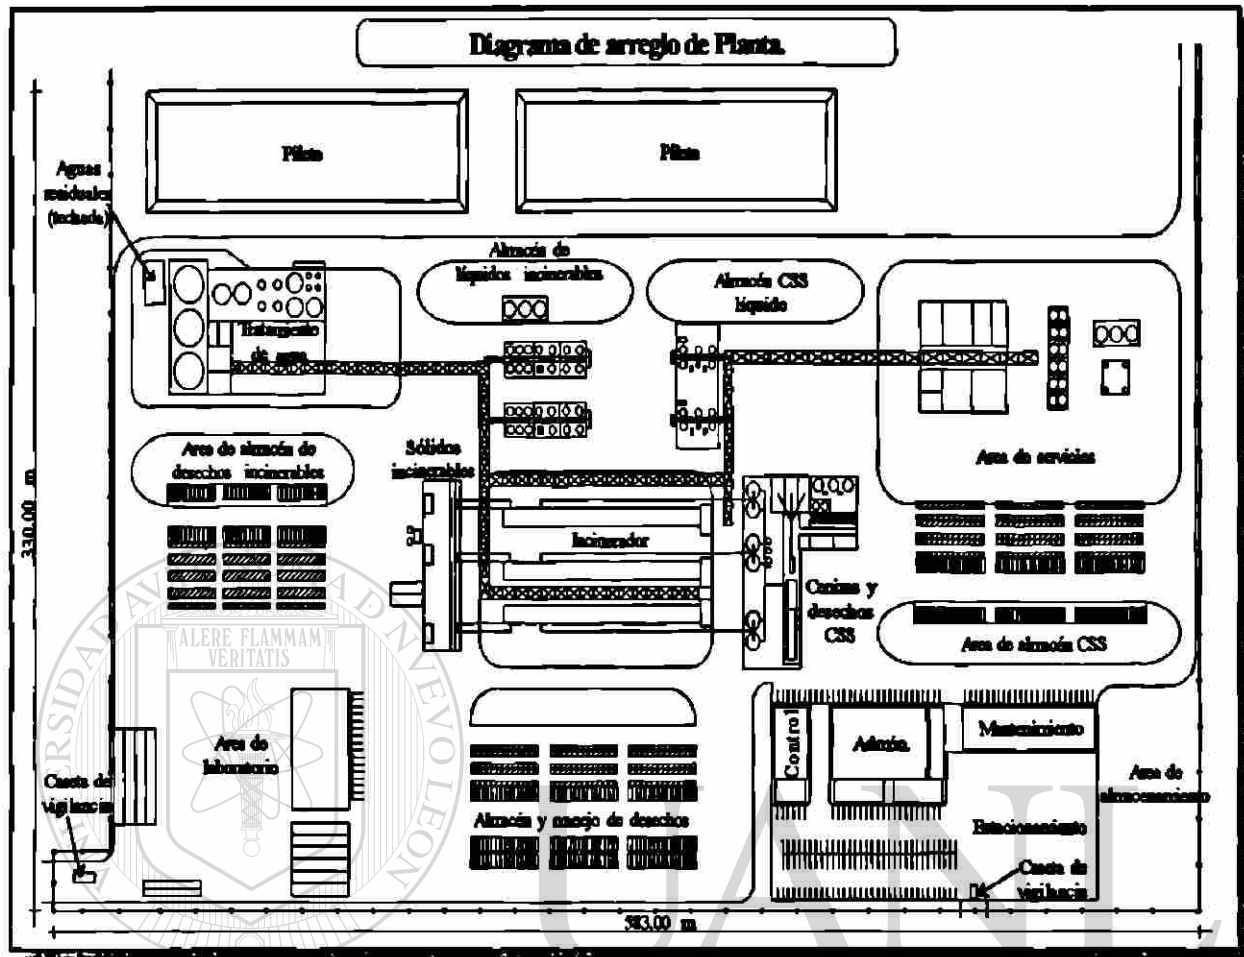 Diagrama de arreglo de Planta.
Pileta
Pileta
Aguas
residuales
(techada)
Almacén de
líquidos incinerables
Almacén CSS
líquido
Tratamiento
de agua
Area de almacén de
desechos incinerables
Sólidos
incinerables
Area de servicios
330.00 m
Incinerador
Cenizas y
desechos
CSS
Area de almacén CSS
ALERE FLAMMAM
VERITATIS
Area de
laboratorio
Control
Admón.
Mantenimiento
Caseta de
vigilancia
Area de
almacenamiento
Almacén y manejo de desechos
Estacionamiento
Caseta de
vigilancia
583.00 m
UANL